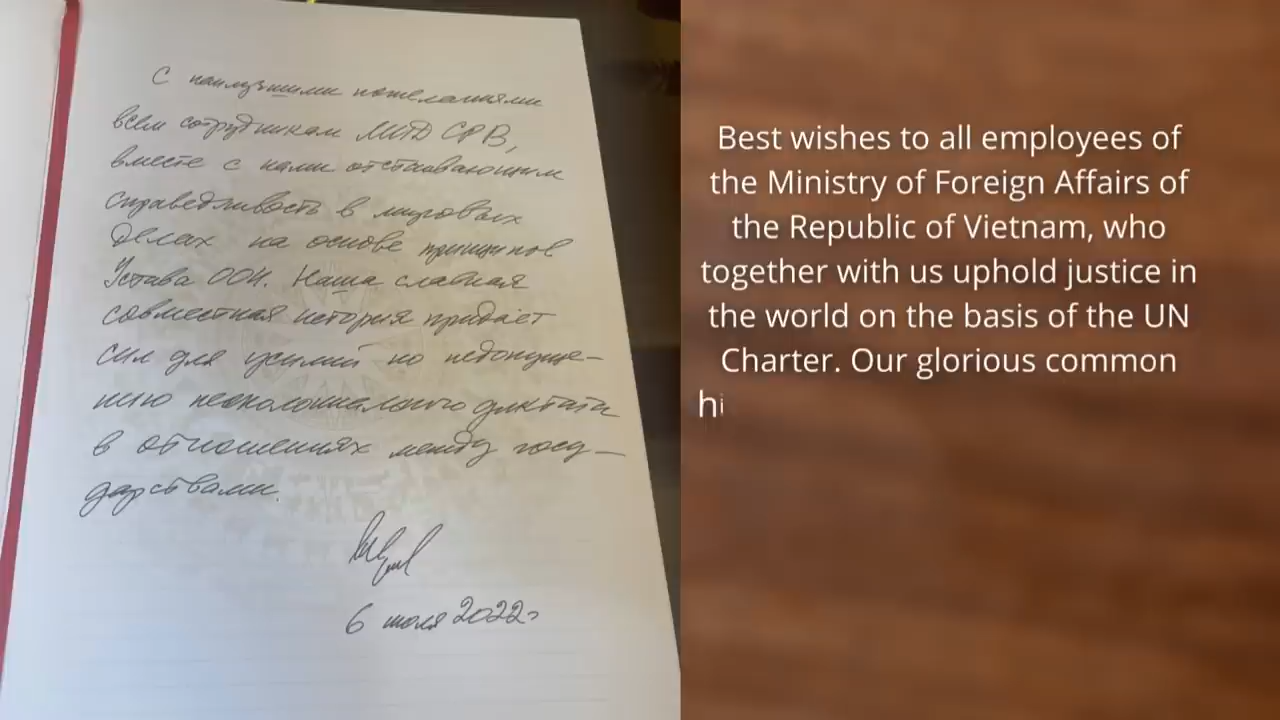 С наилучшими пожеланиями
всем сотрудникам МИД СРВ,
вместе с нами отстаивающим
справедливость в мировых
делах на основе принципов
Устава ООН. Наша славная
совместная история придаёт
сил для усилий по недопуще–
нию неоколониального диктата
в отношениях между госу–
дарствами.
6 июля 2022г
Best wishes to all employees of
the Ministry of Foreign Affairs of
the Republic of Vietnam, who
together with us uphold justice in
the world on the basis of the UN
Charter. Our glorious common
hi